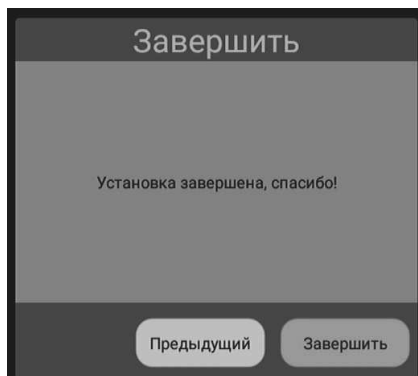 Завершить
Установка завершена, спасибо!
Предыдущий
Завершить